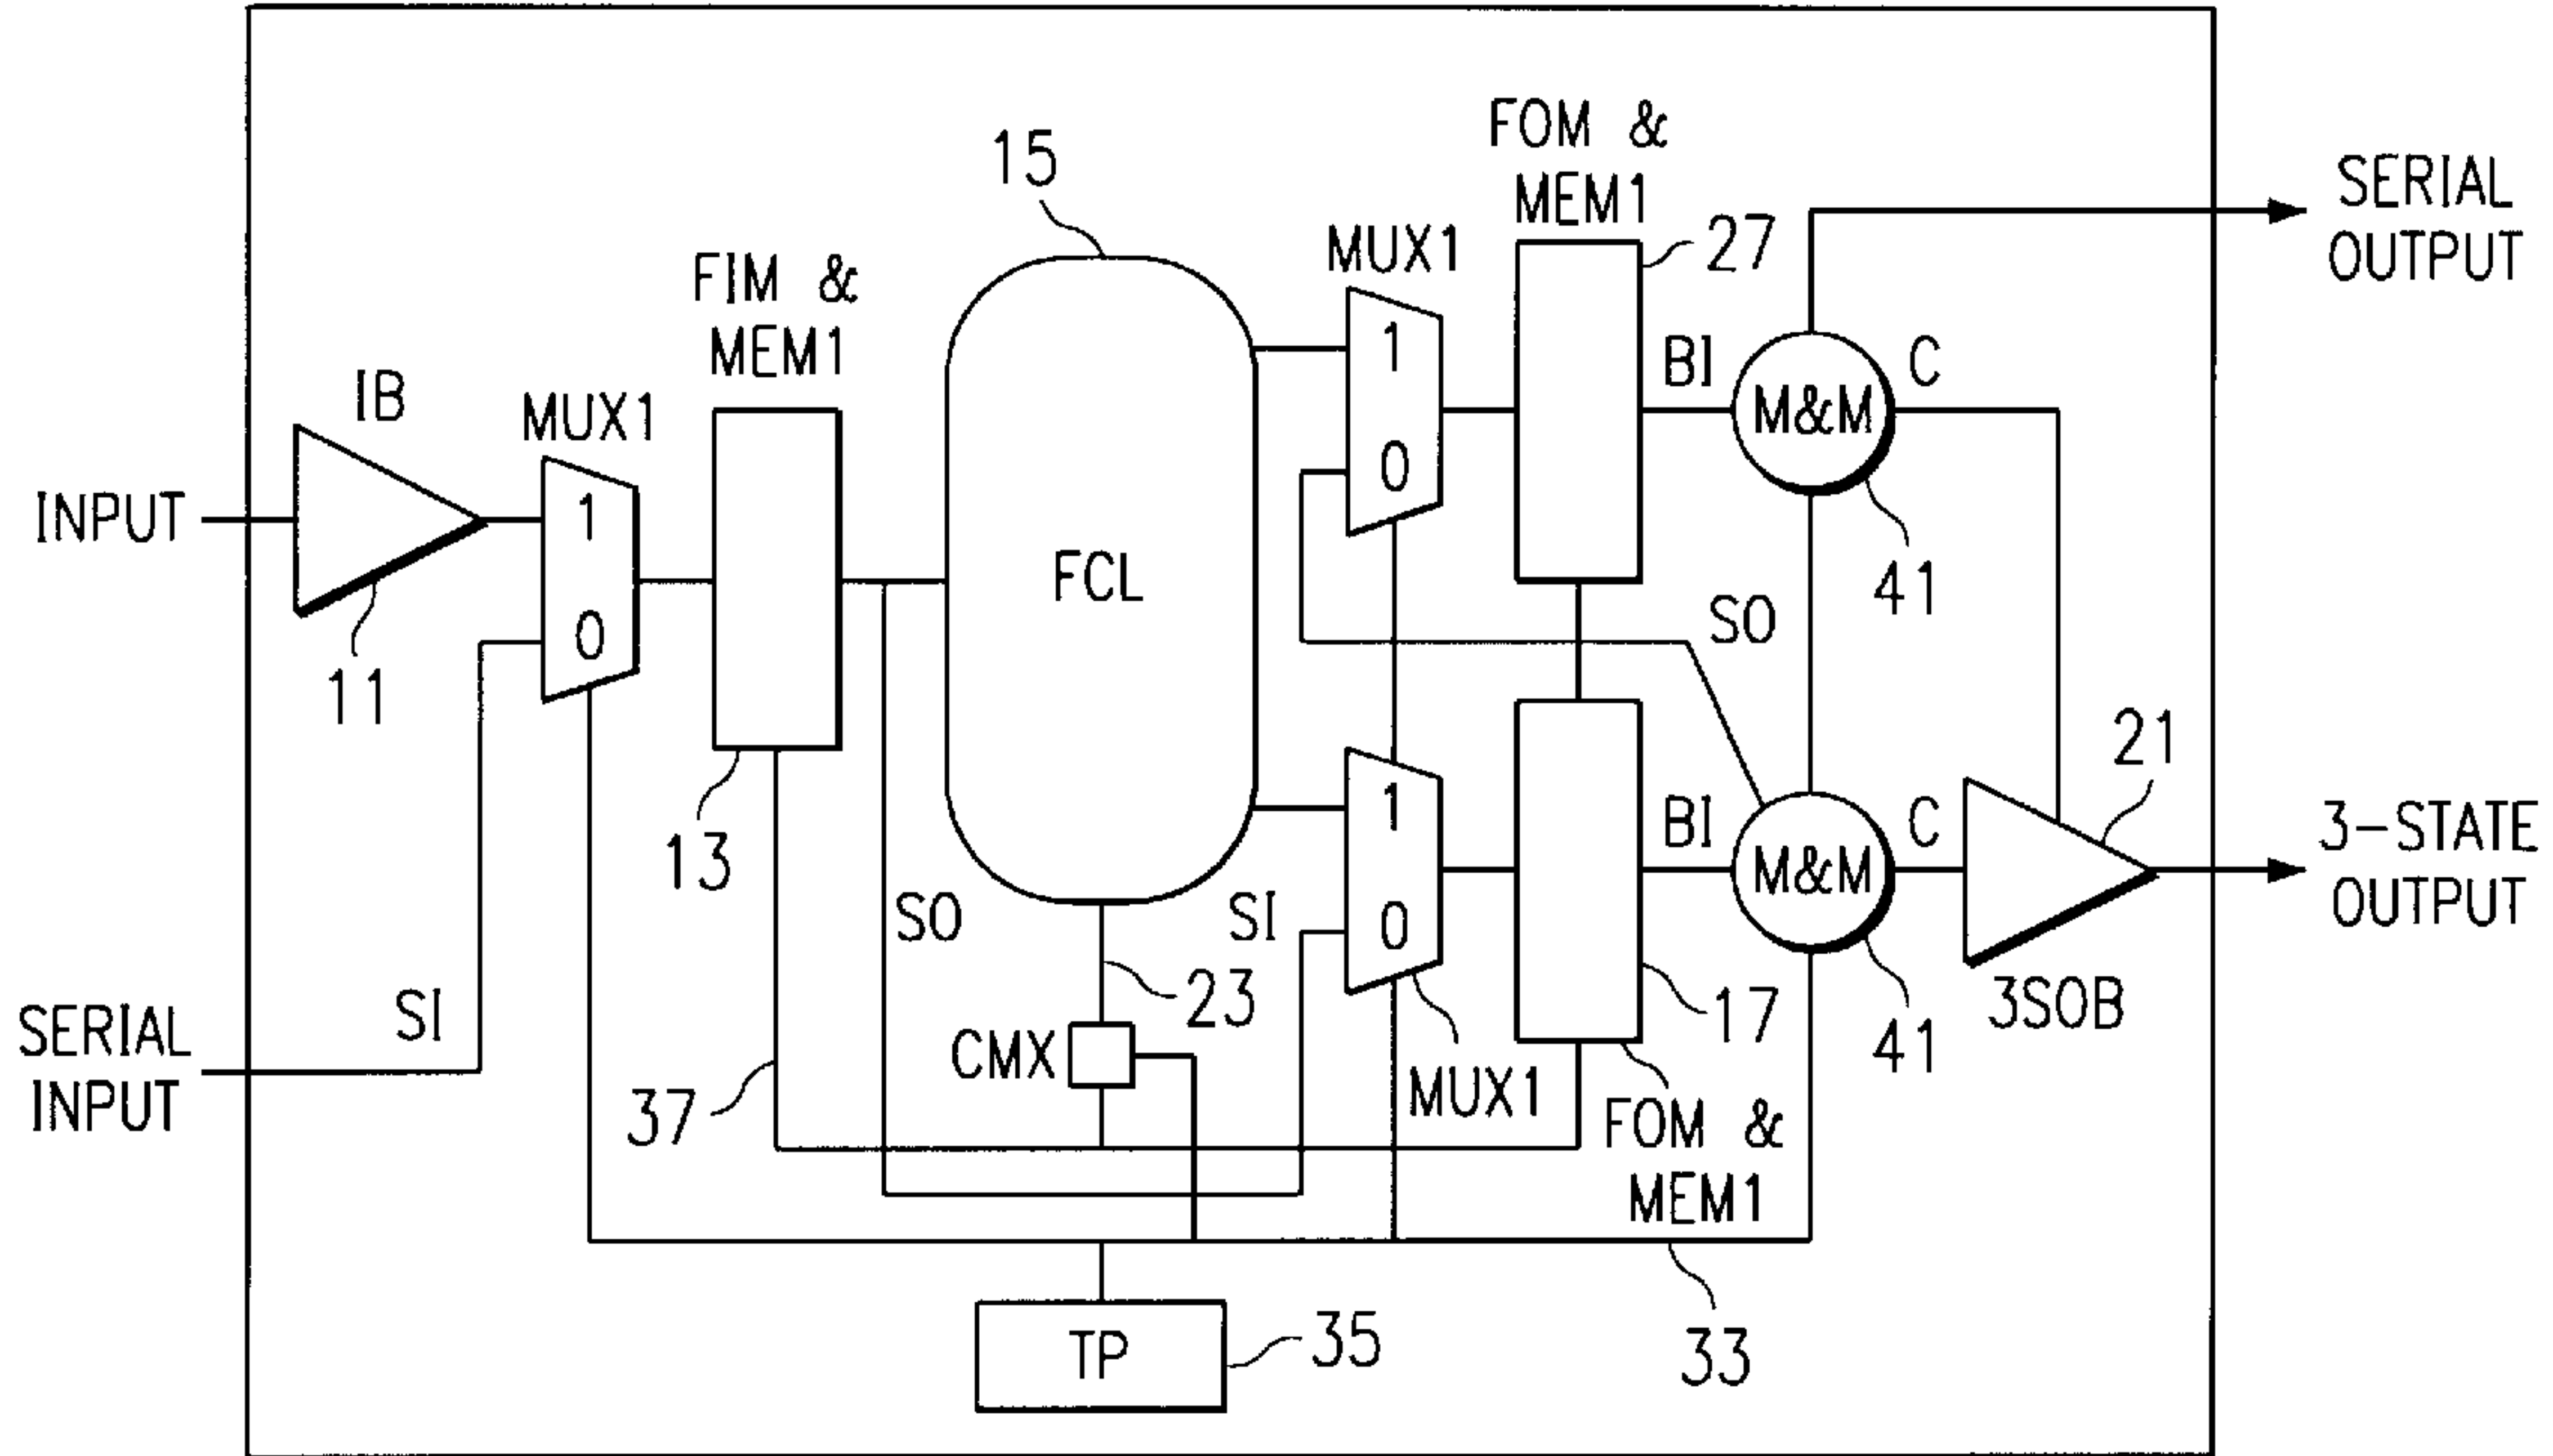 FOM &
MEM1
15
SERIAL
OUTPUT
27
MUX1
FIM &
MEM1
1
BI
C
IB
MUX1
M&M
0
INPUT
1
FCL
41
SO
0
11
21
1
BI
C
3-STATE
OUTPUT
13
M&M
SO
SI
0
23
17
3SOB
SI
41
SERIAL
INPUT
CMX
37
MUX1
FOM &
MEM1
TP
35
33